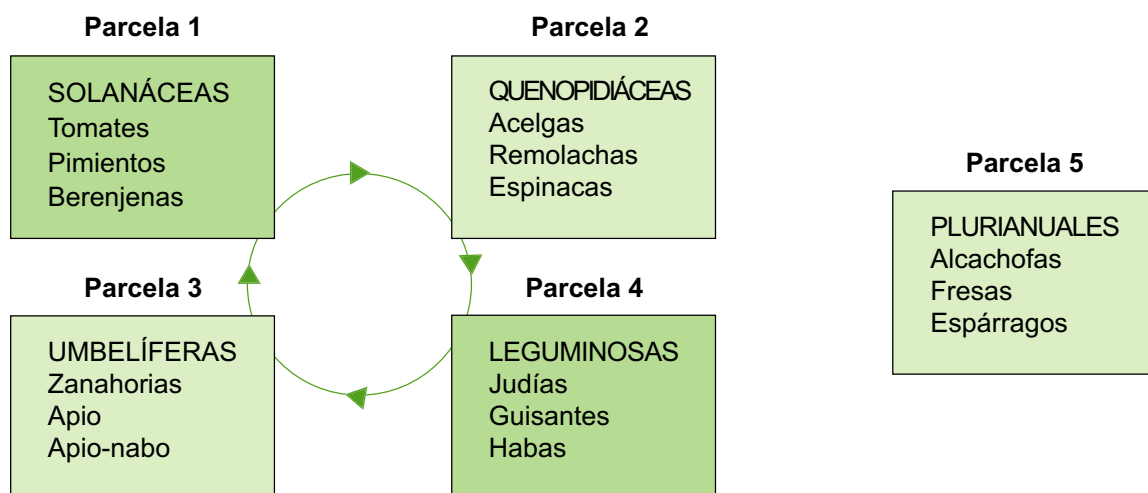 Parcela 1
SOLANÁCEAS
Tomates
Pimientos
Berenjenas
Parcela 2
QUENOPIDIÁCEAS
Acelgas
Remolachas
Espinacas
Parcela 3
UMBELÍFERAS
Zanahorias
Apio
Apio-nabo
Parcela 4
LEGUMINOSAS
Judías
Guisantes
Habas
Parcela 5
PLURIANUALES
Alcachofas
Fresas
Espárragos